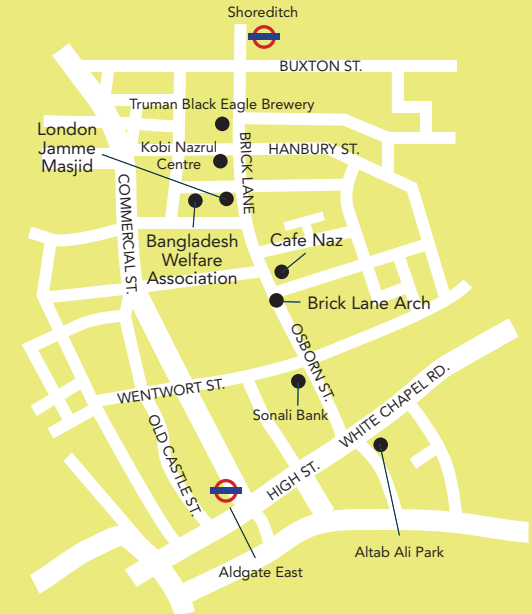 Shoreditch
BUXTON ST.
Truman Black Eagle Brewery
London
Jamme
Masjid
Kobi Nazrul
Centre
BRICK LANE
HANBURY ST.
COMMERCIAL ST.
Bangladesh
Welfare
Association
Cafe Naz
Brick Lane Arch
OSBORN ST.
WENTWORT ST.
Sonali Bank
WHITE CHAPEL RD.
OLD CASTLE ST.
HIGH ST.
Altab Ali Park
Aldgate East